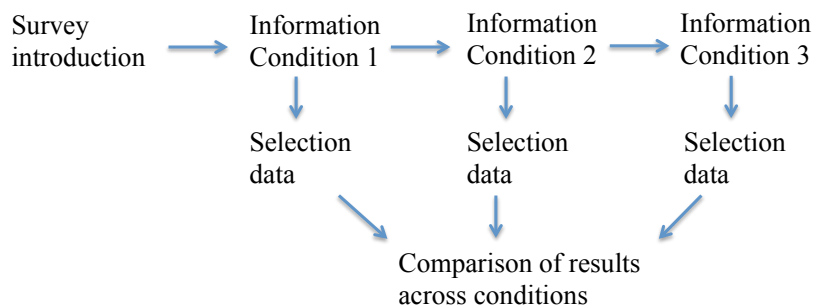 Survey
introduction
Information
Condition 1
Information
Condition 2
Information
Condition 3
Selection
data
Selection
data
Selection
data
Comparison of results
across conditions